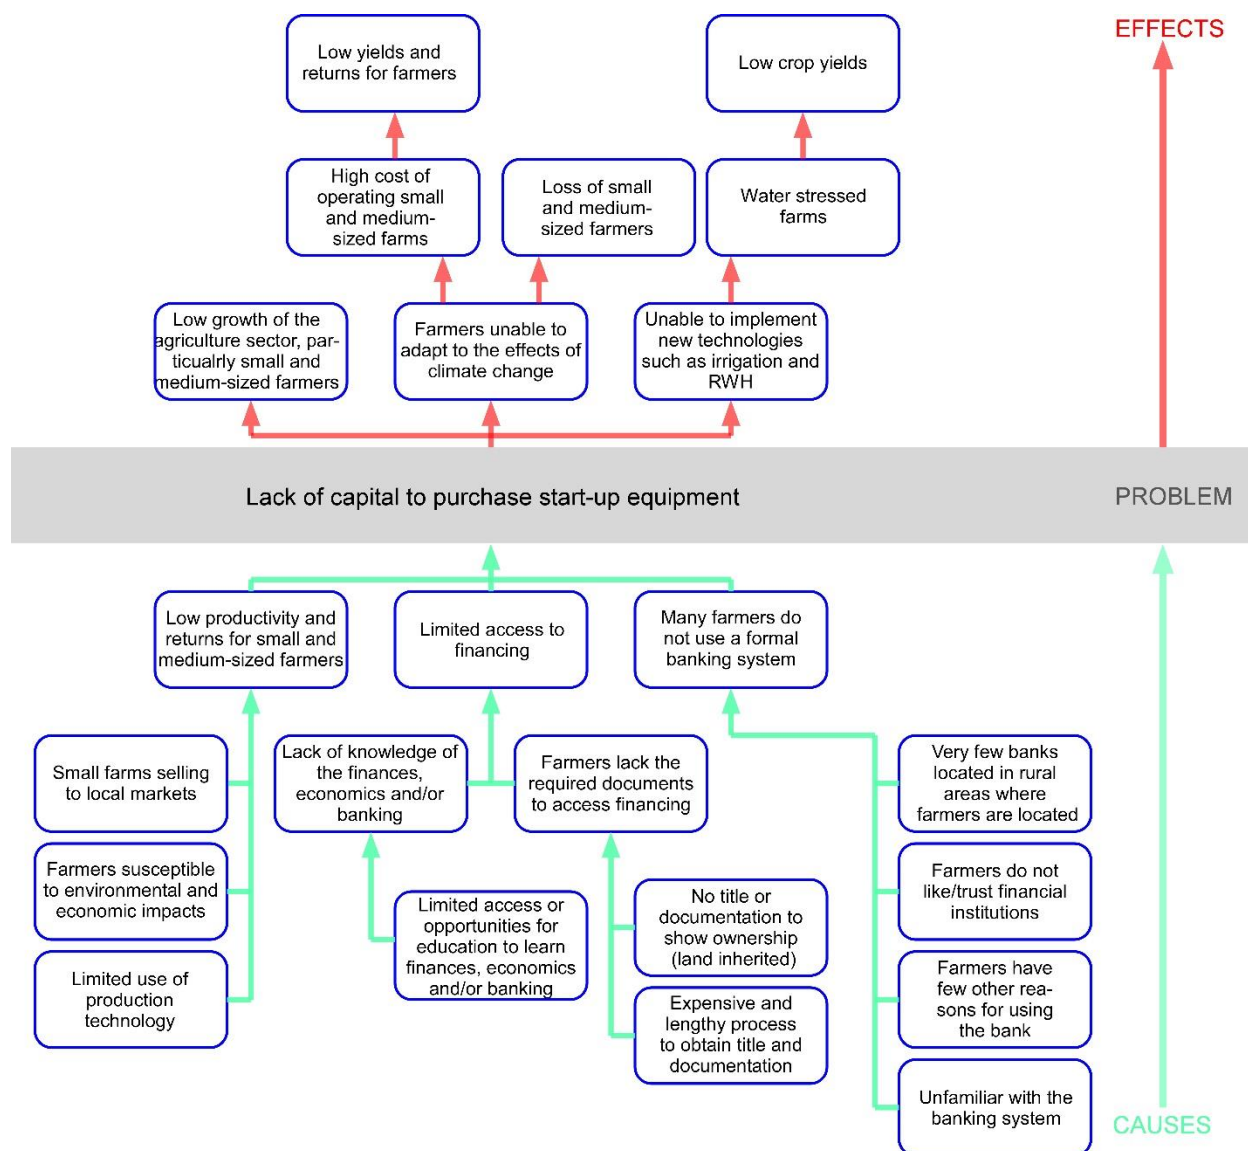 EFFECTS
Low yields and
returns for farmers
Low crop yields
High cost of
operating small
and medium-
sized farms
Loss of small
and medium-
sized farmers
Water stressed
farms
Low growth of the
agriculture sector, par-
ticualrly small and
medium-sized farmers
Farmers unable to
adapt to the effects of
climate change
Unable to implement
new technologies
such as irrigation and
RWH
Lack of capital to purchase start-up equipment
PROBLEM
Low productivity and
returns for small and
medium-sized farmers
Limited access to
financing
Many farmers do
not use a formal
banking system
Small farms selling
to local markets
Lack of knowledge of
the finances,
economics and/or
banking
Farmers lack the
required documents
to access financing
Very few banks
located in rural
areas where
farmers are located
Farmers susceptible
to environmental and
economic impacts
Limited access or
opportunities for
education to learn
finances, economics
and/or banking
No title or
documentation to
show ownership
(land inherited)
Farmers do not
like/trust financial
institutions
Limited use of
production
technology
Expensive and
lengthy process
to obtain title and
documentation
Farmers have
few other rea-
sons for using
the bank
Unfamiliar with the
banking system
CAUSES